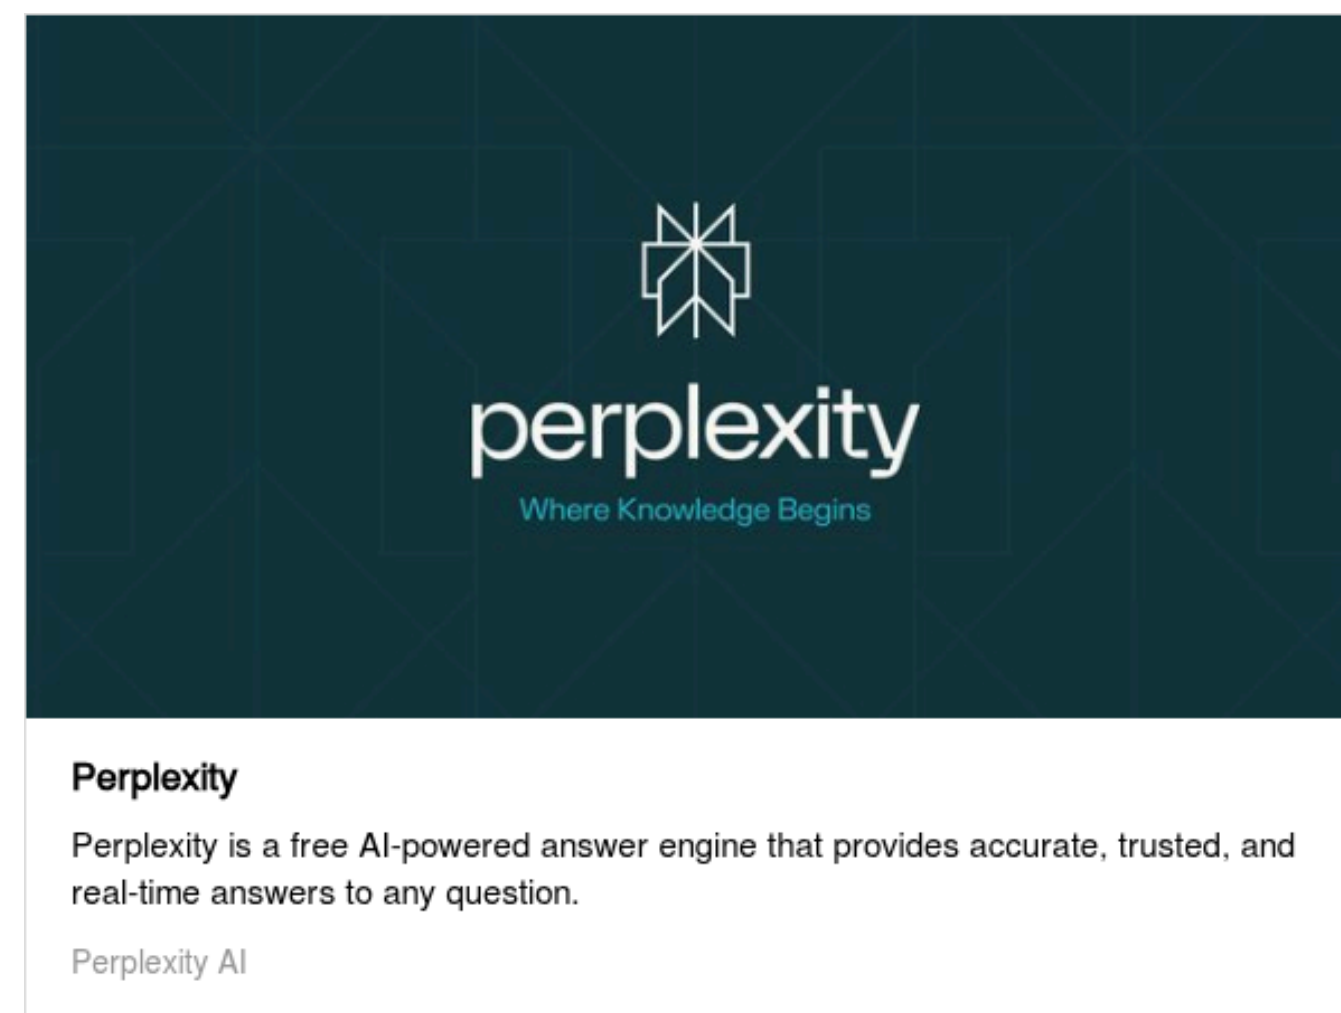 perplexity
Where Knowledge Begins
Perplexity
Perplexity is a free AI-powered answer engine that provides accurate, trusted, and
real-time answers to any question.
Perplexity AI